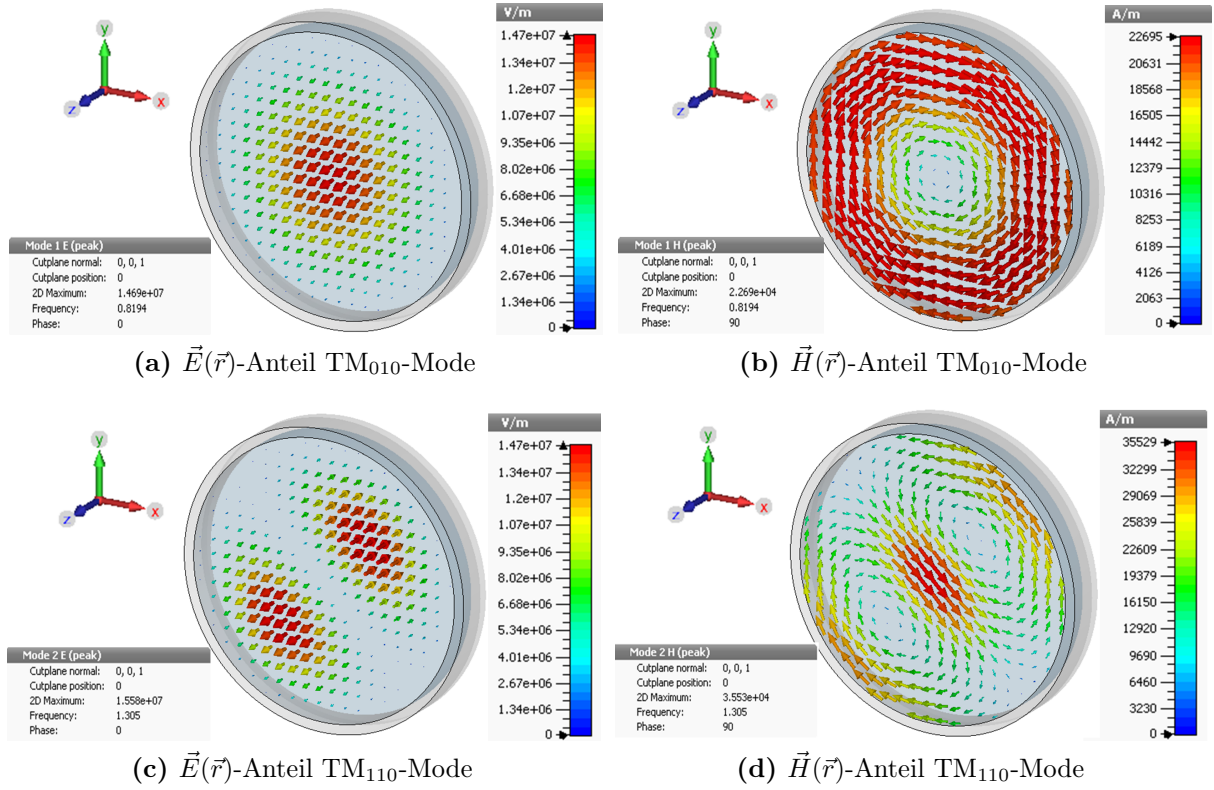 V/m
1.47e+07
1.34e+07
1.2e+07
1.07e+07
9.35e+06
8.02e+06
6.68e+06
5.34e+06
4.01e+06
2.67e+06
1.34e+06
0
y
z
x
Mode 1 E (peak)
Cutplane normal: 0, 0, 1
Cutplane position: 0
2D Maximum: 1.469e+07
Frequency: 0.8194
Phase: 0
(a) E⃗(r⃗)-Anteil TM₀₁₀-Mode
A/m
22695
20631
18568
16505
14442
12379
10316
8253
6189
4126
2063
0
y
z
x
Mode 1 H (peak)
Cutplane normal: 0, 0, 1
Cutplane position: 0
2D Maximum: 2.269e+04
Frequency: 0.8194
Phase: 90
(b) H⃗(r⃗)-Anteil TM₀₁₀-Mode
V/m
1.47e+07
1.34e+07
1.2e+07
1.07e+07
9.35e+06
8.02e+06
6.68e+06
5.34e+06
4.01e+06
2.67e+06
1.34e+06
0
y
z
x
Mode 2 E (peak)
Cutplane normal: 0, 0, 1
Cutplane position: 0
2D Maximum: 1.558e+07
Frequency: 1.305
Phase: 0
(c) E⃗(r⃗)-Anteil TM₁₁₀-Mode
A/m
35529
32299
29069
25839
22609
19379
16150
12920
9690
6460
3230
0
y
z
x
Mode 2 H (peak)
Cutplane normal: 0, 0, 1
Cutplane position: 0
2D Maximum: 3.553e+04
Frequency: 1.305
Phase: 90
(d) H⃗(r⃗)-Anteil TM₁₁₀-Mode